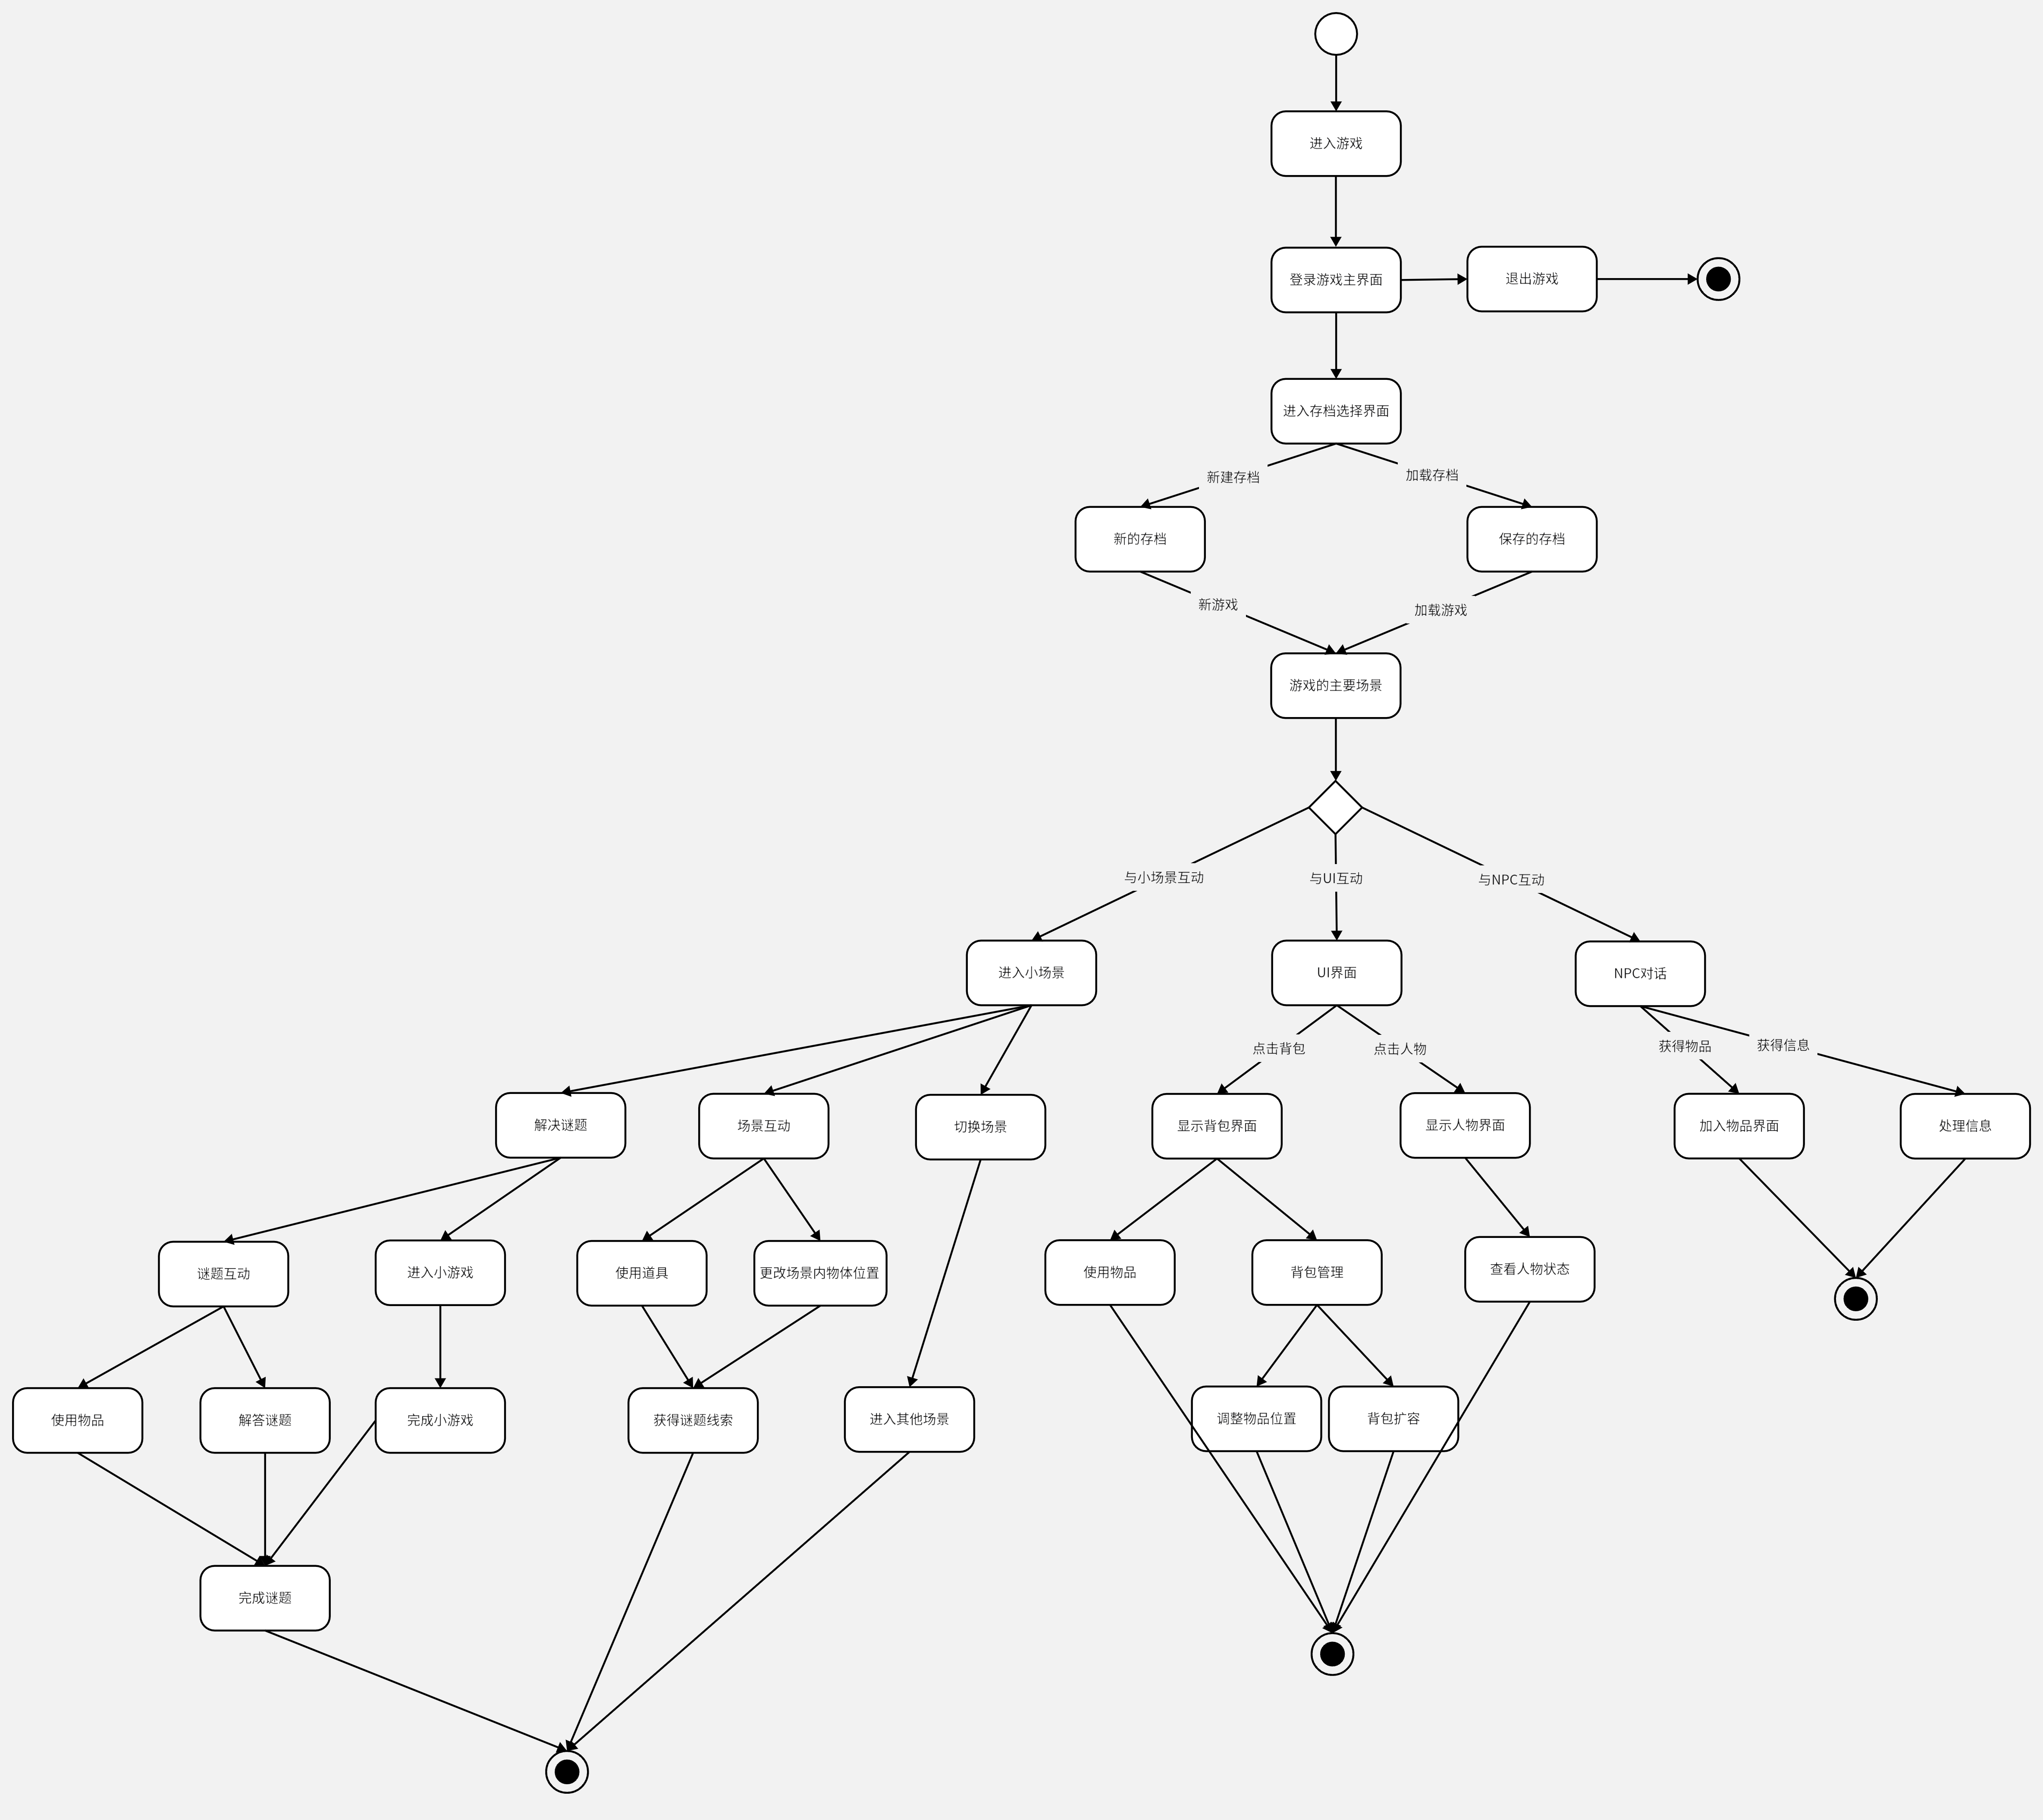 进入游戏
登录游戏主界面
退出游戏
进入存档选择界面
新建存档
加载存档
新的存档
保存的存档
新游戏
加载游戏
游戏的主要场景
与小场景互动
与UI互动
与NPC互动
进入小场景
UI界面
NPC对话
点击背包
点击人物
获得物品
获得信息
解决谜题
场景互动
切换场景
显示背包界面
显示人物界面
加入物品界面
处理信息
谜题互动
进入小游戏
使用道具
更改场景内物体位置
使用物品
背包管理
查看人物状态
使用物品
解答谜题
完成小游戏
获得谜题线索
进入其他场景
调整物品位置
背包扩容
完成谜题